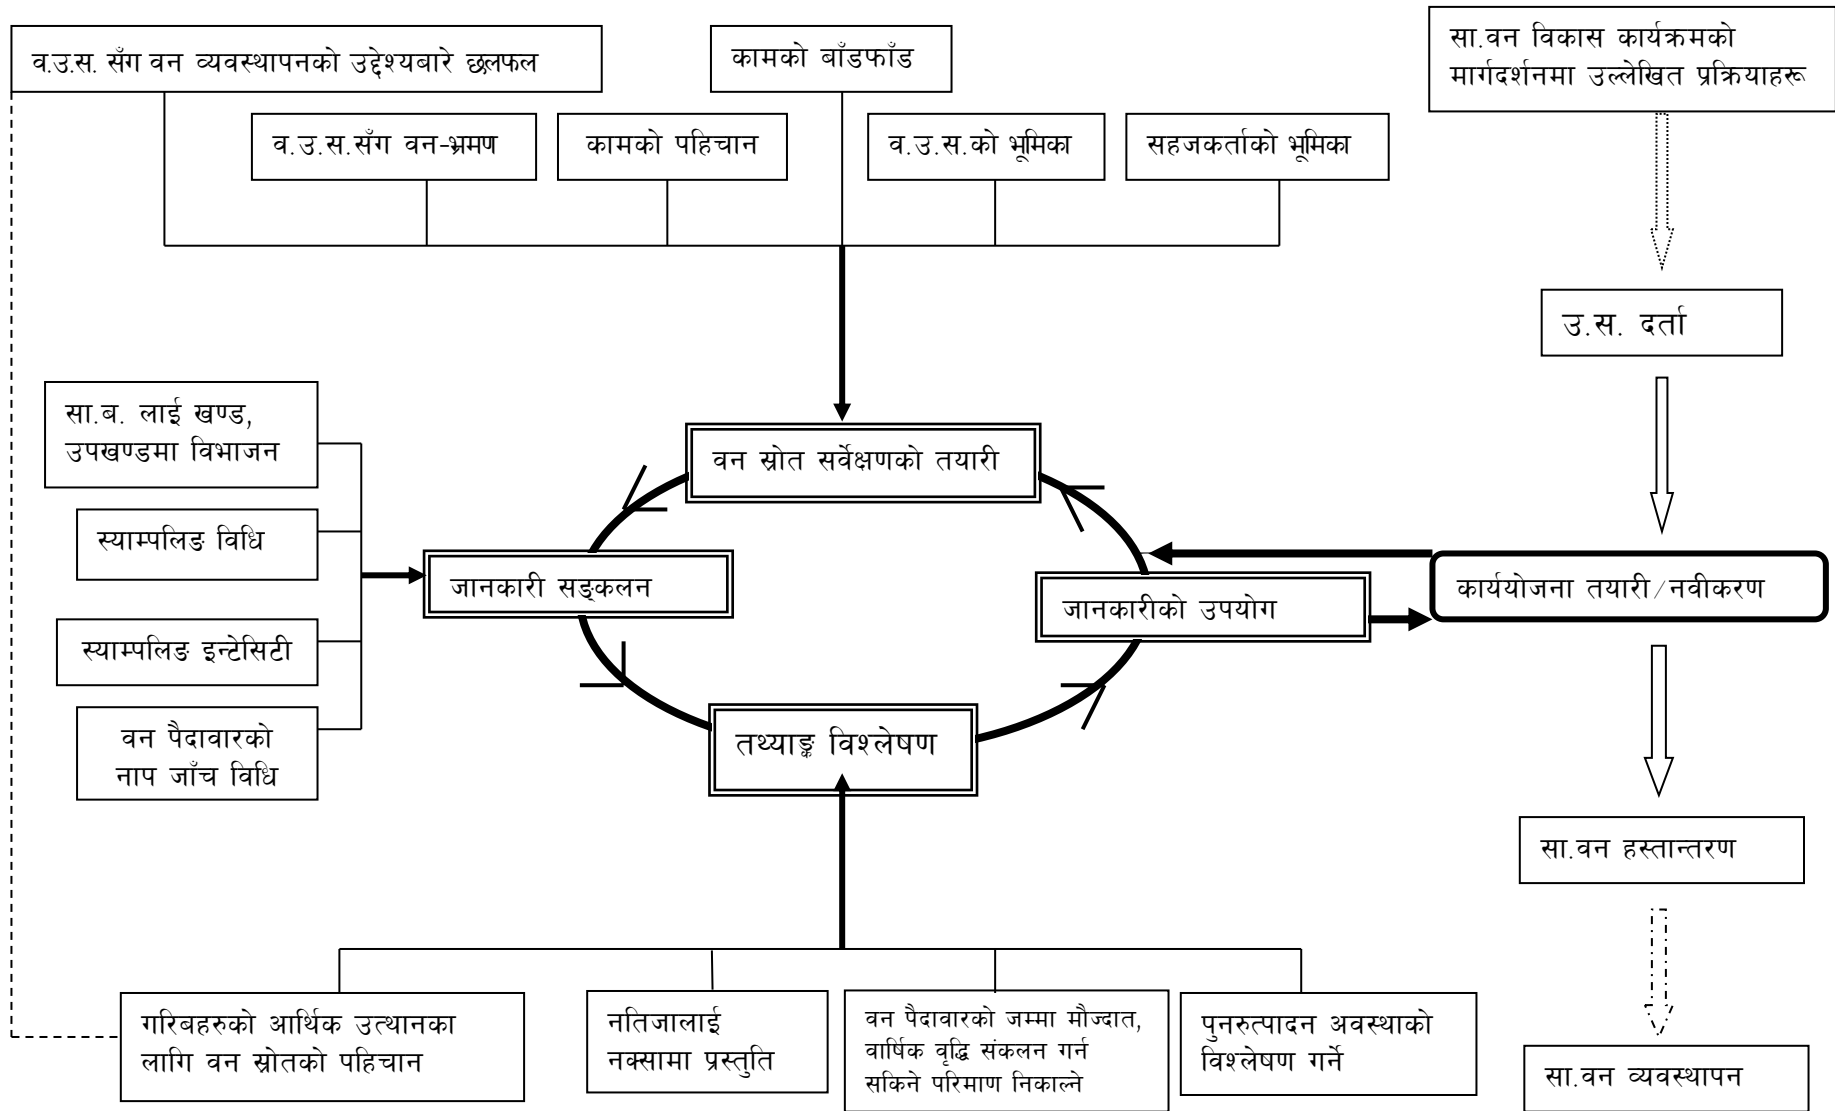 व.उ.स. सँग वन व्यवस्थापनको उद्देश्यबारे छलफल
कामको बाँडफाँड
सा.वन विकास कार्यक्रमको
मार्गदर्शनमा उल्लेखित प्रक्रियाहरू
व.उ.स.सँग वन-भ्रमण
कामको पहिचान
व.उ.स.को भूमिका
सहजकर्ताको भूमिका
उ.स. दर्ता
सा.ब. लाई खण्ड,
उपखण्डमा विभाजन
स्याम्पलिङ विधि
स्याम्पलिङ इन्टेसिटी
वन पैदावारको
नाप जाँच विधि
वन स्रोत सर्वेक्षणको तयारी
जानकारी सङ्कलन
जानकारीको उपयोग
तथ्याङ्क विश्लेषण
कार्ययोजना तयारी/नवीकरण
सा.वन हस्तान्तरण
गरिबहरुको आर्थिक उत्थानका
लागि वन स्रोतको पहिचान
नतिजालाई
नक्सामा प्रस्तुति
वन पैदावारको जम्मा मौज्दात,
वार्षिक वृद्धि संकलन गर्न
सकिने परिमाण निकाल्ने
पुनरुत्पादन अवस्थाको
विश्लेषण गर्ने
सा.वन व्यवस्थापन